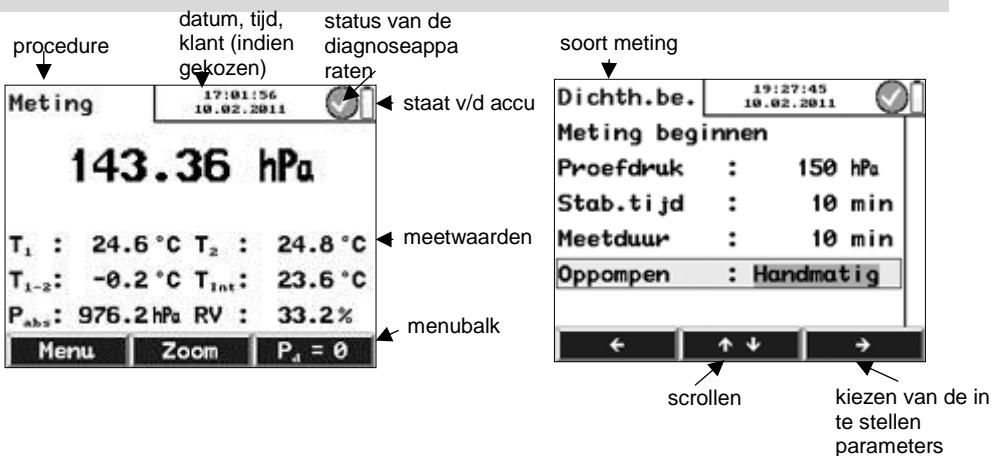 procedure
datum, tijd,
klant (indien
gekozen)
status van de
diagnoseappa
raten
Meting
17:01:56
10.02.2011
staat v/d accu
143.36 hPa
T1 : 24.6 °C T2 : 24.8 °C
meetwaarden
T1-2: -0.2 °C TInt: 23.6 °C
Pabs: 976.2 hPa RV : 33.2 %
menubalk
Menu Zoom Pd = 0
soort meting
Dichth.be.
19:27:45
10.02.2011
Meting beginnen
Proefdruk : 150 hPa
Stab.tijd : 10 min
Meetduur : 10 min
Oppompen : Handmatig
← ↑ ↓ →
scrollen
kiezen van de in
te stellen
parameters